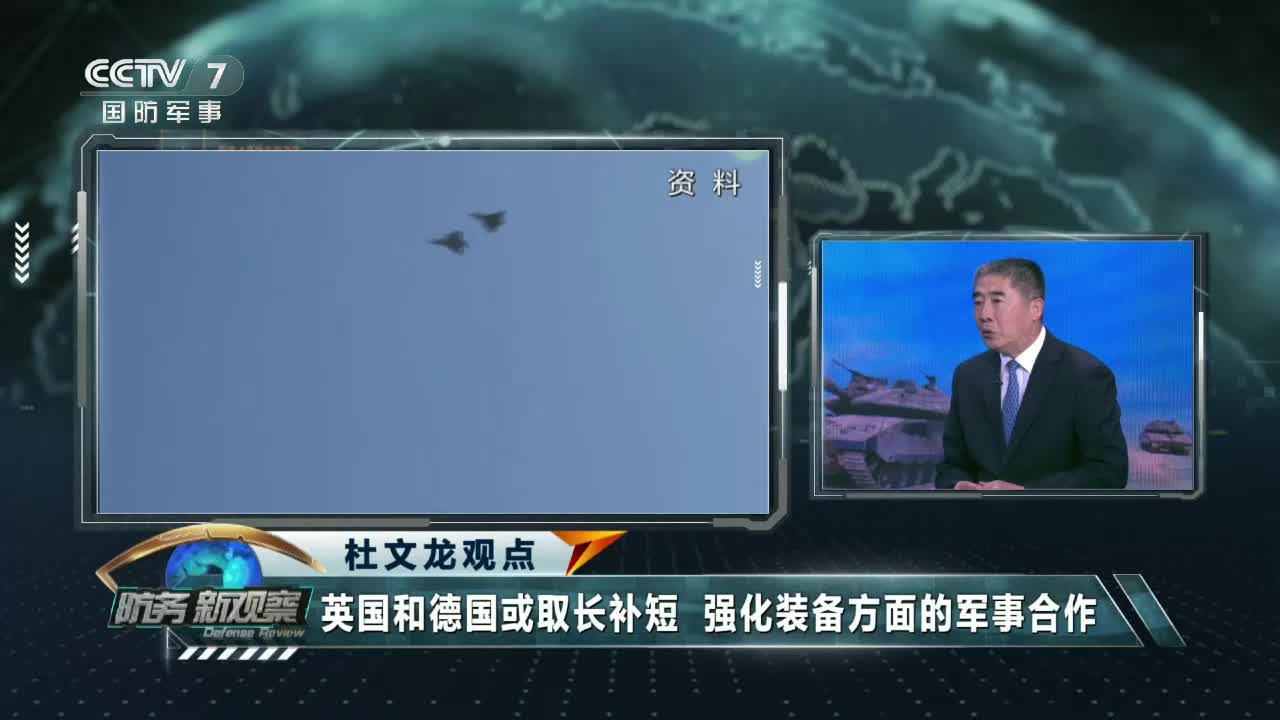 CCTV 7
国防军事
资料
杜文龙观点
防务新观察
Defense Review
英国和德国或取长补短 强化装备方面的军事合作